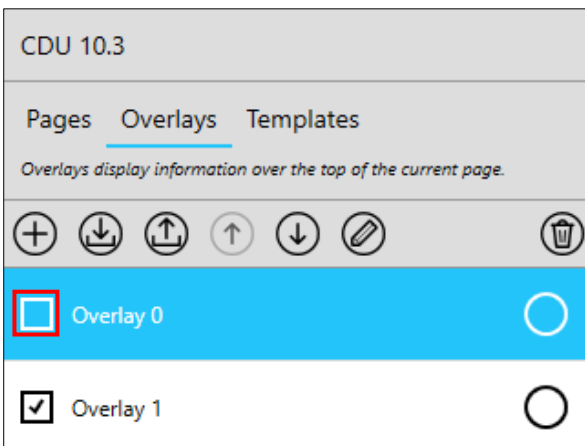 CDU 10.3
Pages Overlays Templates
Overlays display information over the top of the current page.
Overlay 0
Overlay 1